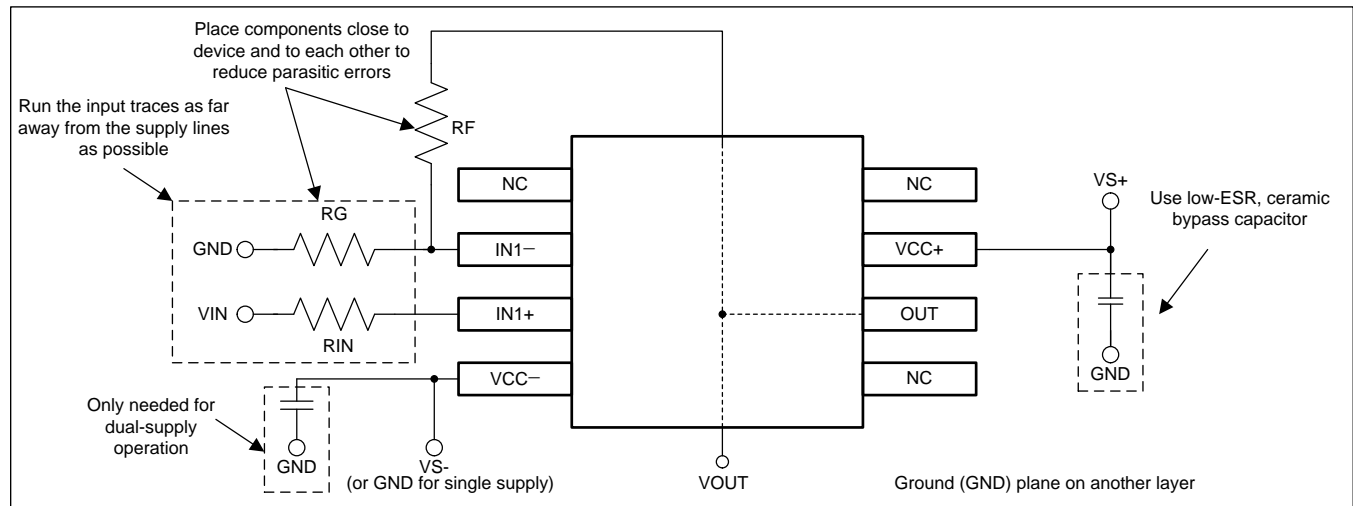 Place components close to
device and to each other to
reduce parasitic errors
Run the input traces as far
away from the supply lines
as possible
RF
NC
NC
VS+
Use low-ESR, ceramic
bypass capacitor
RG
GND
IN1−
VCC+
VIN
IN1+
OUT
RIN
VCC−
NC
GND
Only needed for
dual-supply
operation
GND
VS-
(or GND for single supply)
VOUT
Ground (GND) plane on another layer